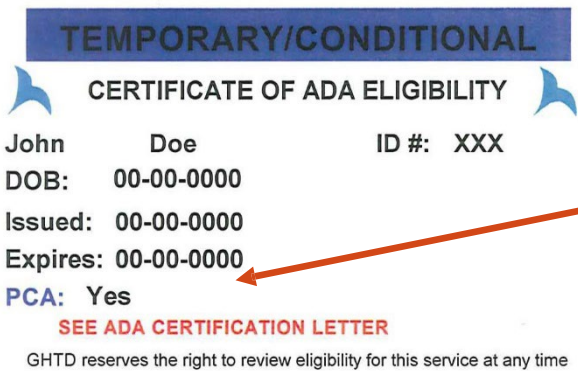 TEMPORARY/CONDITIONAL
CERTIFICATE OF ADA ELIGIBILITY
John Doe ID #: XXX
DOB: 00-00-0000
Issued: 00-00-0000
Expires: 00-00-0000
PCA: Yes
SEE ADA CERTIFICATION LETTER
GHTD reserves the right to review eligibility for this service at any time